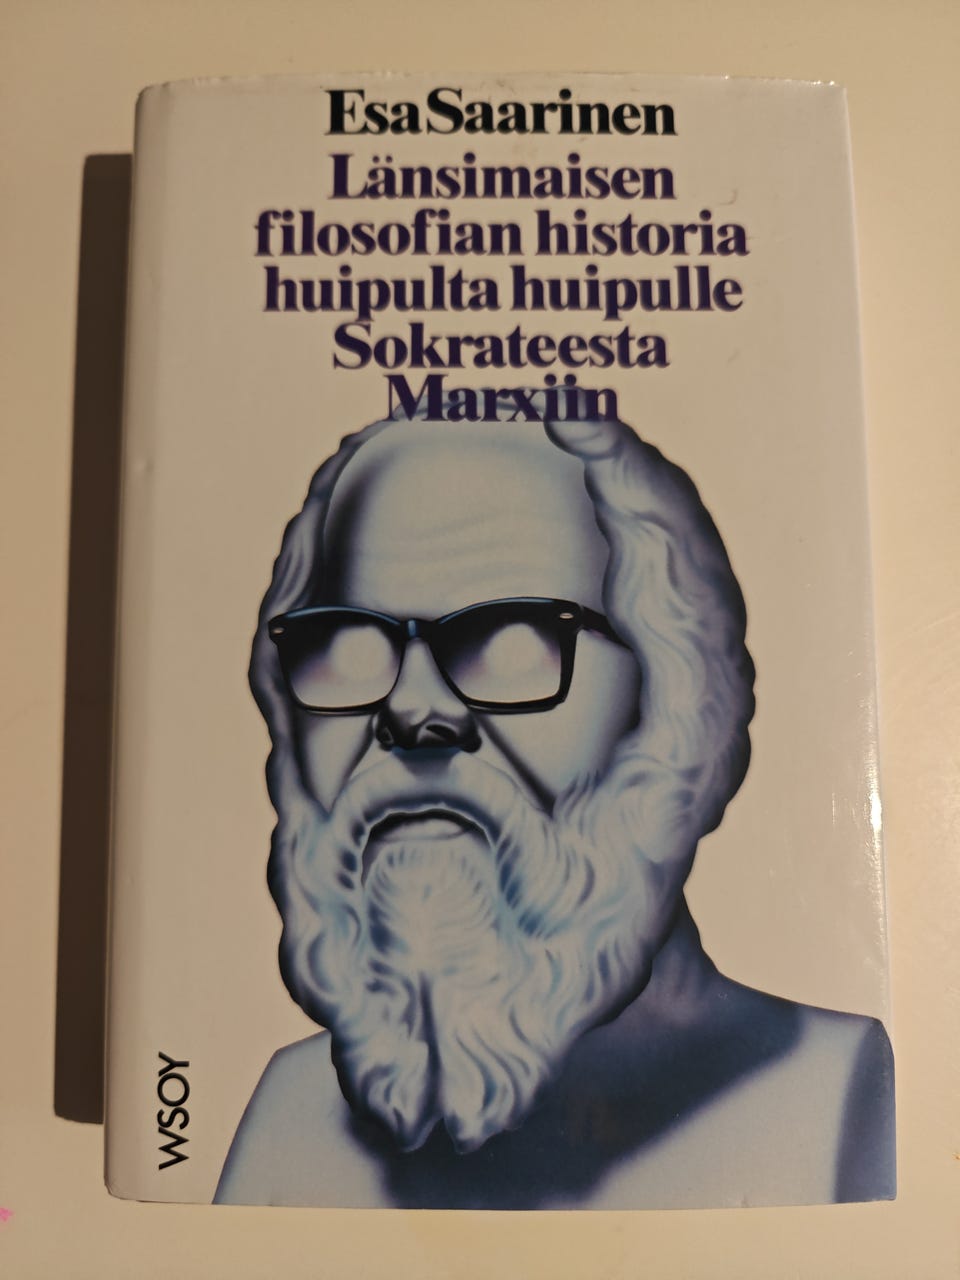 Esa Saarinen
Länsimaisen
filosofian historia
huipulta huipulle
Sokrateesta
Marxiin
WSOY